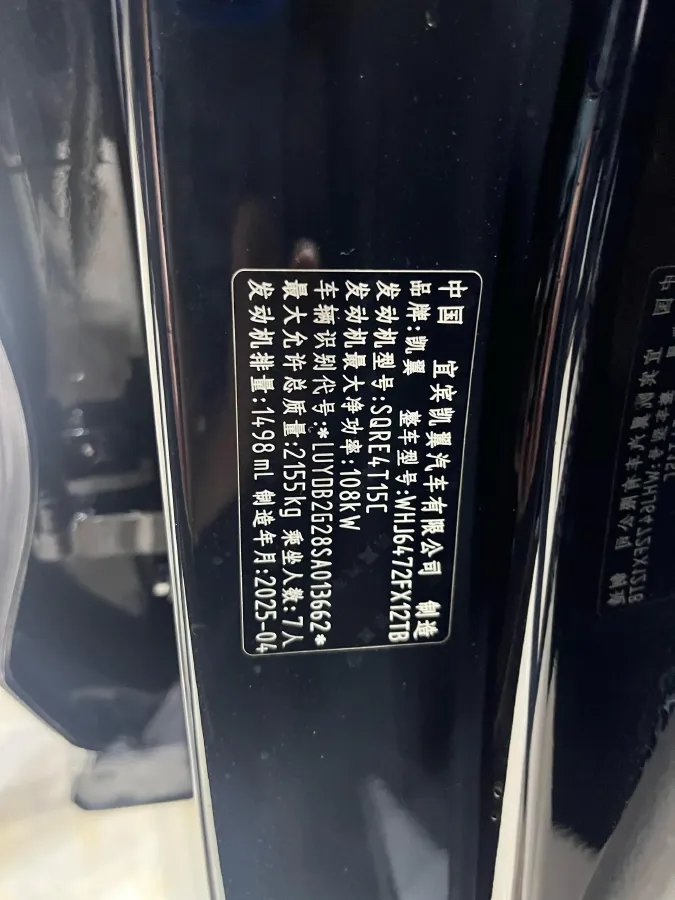 中国 宜宾凯翼汽车有限公司 制造
品牌:凯翼 整车型号:WHJ6472FX12TB
发动机型号:SQRE4T15C
发动机最大净功率:108kW
车辆识别代号:*LUYDB2G28SA013662*
最大允许总质量:2155kg 乘坐人数:7人
发动机排量:1498mL 制造年月:2025-04